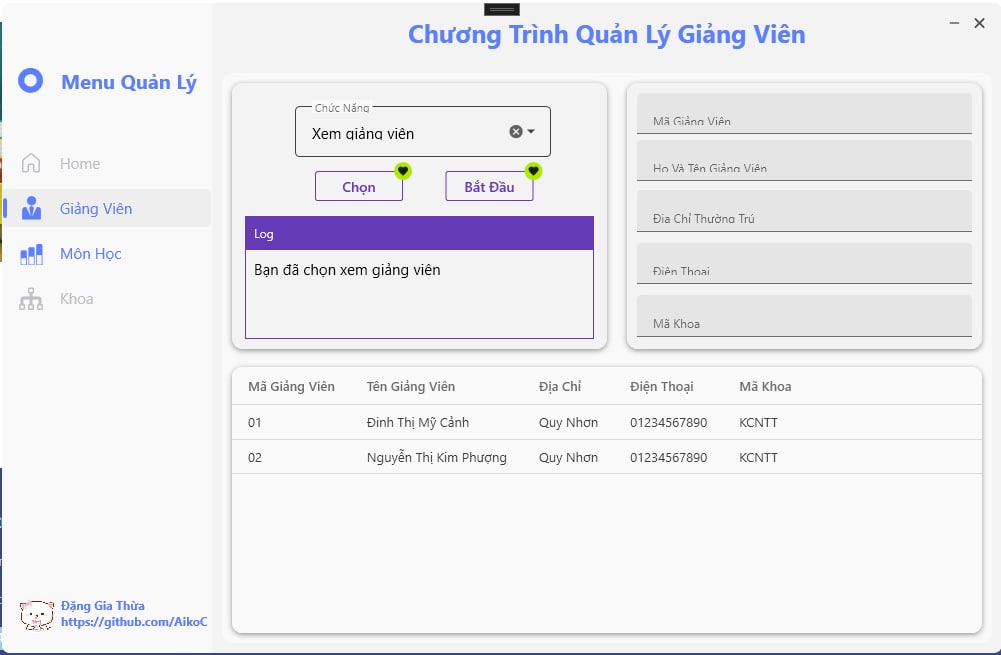 Chương Trình Quản Lý Giảng Viên
Menu Quản Lý
Home
Giảng Viên
Môn Học
Khoa
Đặng Gia Thừa
https://github.com/AikoC
Chức Năng
Xem giảng viên
Chọn
Bắt Đầu
Log
Bạn đã chọn xem giảng viên
Mã Giảng Viên
Họ Và Tên Giảng Viên
Địa Chỉ Thường Trú
Điện Thoại
Mã Khoa
Mã Giảng Viên Tên Giảng Viên Địa Chỉ Điện Thoại Mã Khoa
01 Đinh Thị Mỹ Cảnh Quy Nhơn 01234567890 KCNTT
02 Nguyễn Thị Kim Phượng Quy Nhơn 01234567890 KCNTT